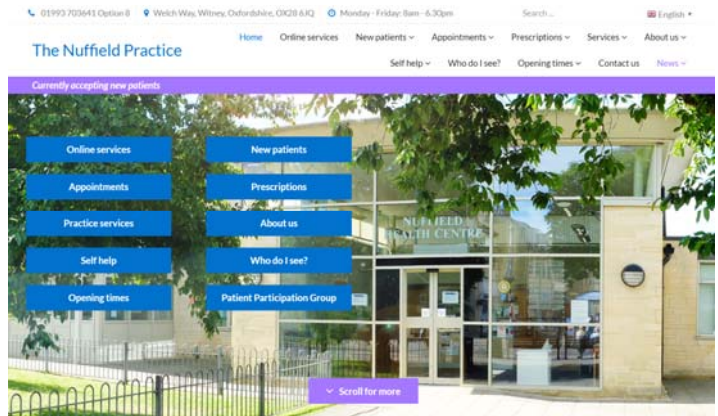 01993 703641 Option 8 Welch Way, Witney, Oxfordshire, OX28 6JQ Monday - Friday: 8am - 6.30pm Search... English
The Nuffield Practice
Home Online services New patients Appointments Prescriptions Services About us
Self help Who do I see? Opening times Contact us News
Currently accepting new patients
Online services New patients
Appointments Prescriptions
Practice services About us
Self help Who do I see?
Opening times Patient Participation Group
NUFFIELD
HEALTH CENTRE
Scroll for more